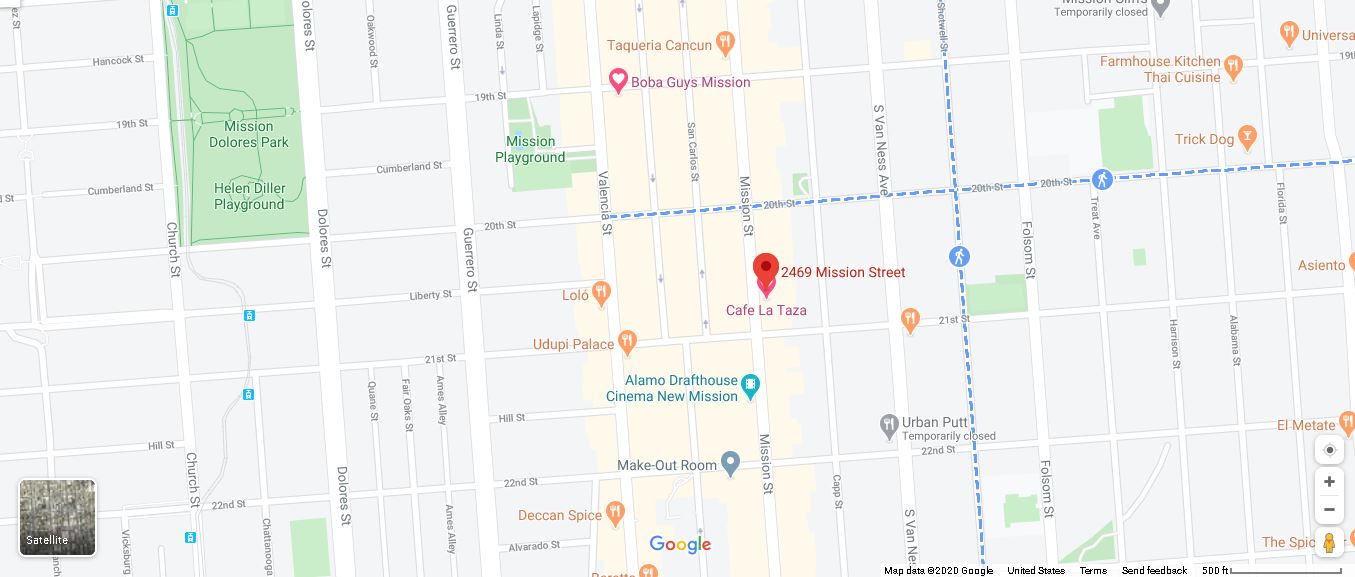 Mission Cliffs
Temporarily closed
Dolores St
Oakwood St
Guerrero St
Linda St
Lapidge St
Shotwell St
Taqueria Cancun
Universa
Hancock St
Farmhouse Kitchen
Thai Cuisine
19th
Boba Guys Mission
19th St
19th St
Mission
Dolores Park
Mission
Playground
San Carlos St
S Van Ness Ave
Trick Dog
Cumberland St
Cumberland St
Helen Diller
Playground
Valencia St
Mission St
20th St
20th St
20th St
20th St
Treat Ave
Florida St
Church St
Dolores St
Guerrero St
Folsom St
2469 Mission Street
Asiento
Liberty St
Loló
Cafe La Taza
21st St
Udupi Palace
21st St
Harrison St
Alabama St
Quane St
Fair Oaks St
Ames Alley
Alamo Drafthouse
Cinema New Mission
Hill St
Hill St
Urban Putt
Temporarily closed
El Metate
22nd St
Church St
Dolores St
Make-Out Room
Mission St
Capp St
Folsom St
22nd St
22nd St
Deccan Spice
Ames Alley
S Van Ness
Satellite
Vicksburg
Chattanooga
Alvarado St
Google
The Spic
Beretta
Map data ©2020 Google United States Terms Send feedback 500 ft